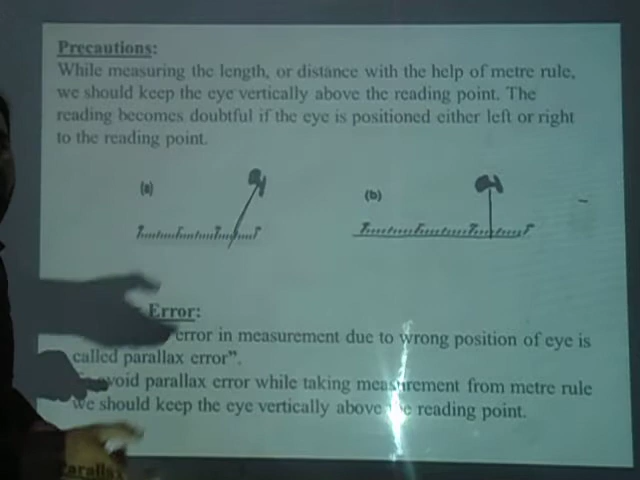 Precautions:
While measuring the length, or distance with the help of metre rule,
we should keep the eye vertically above the reading point. The
reading becomes doubtful if the eye is positioned either left or right
to the reading point.
(a) (b)
Error:
error in measurement due to wrong position of eye is
called parallax error”.
avoid parallax error while taking measurement from metre rule
we should keep the eye vertically above the reading point.
Parallax